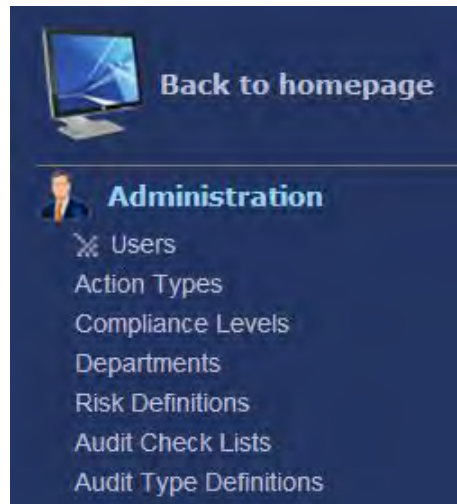 Back to homepage
Administration
Users
Action Types
Compliance Levels
Departments
Risk Definitions
Audit Check Lists
Audit Type Definitions